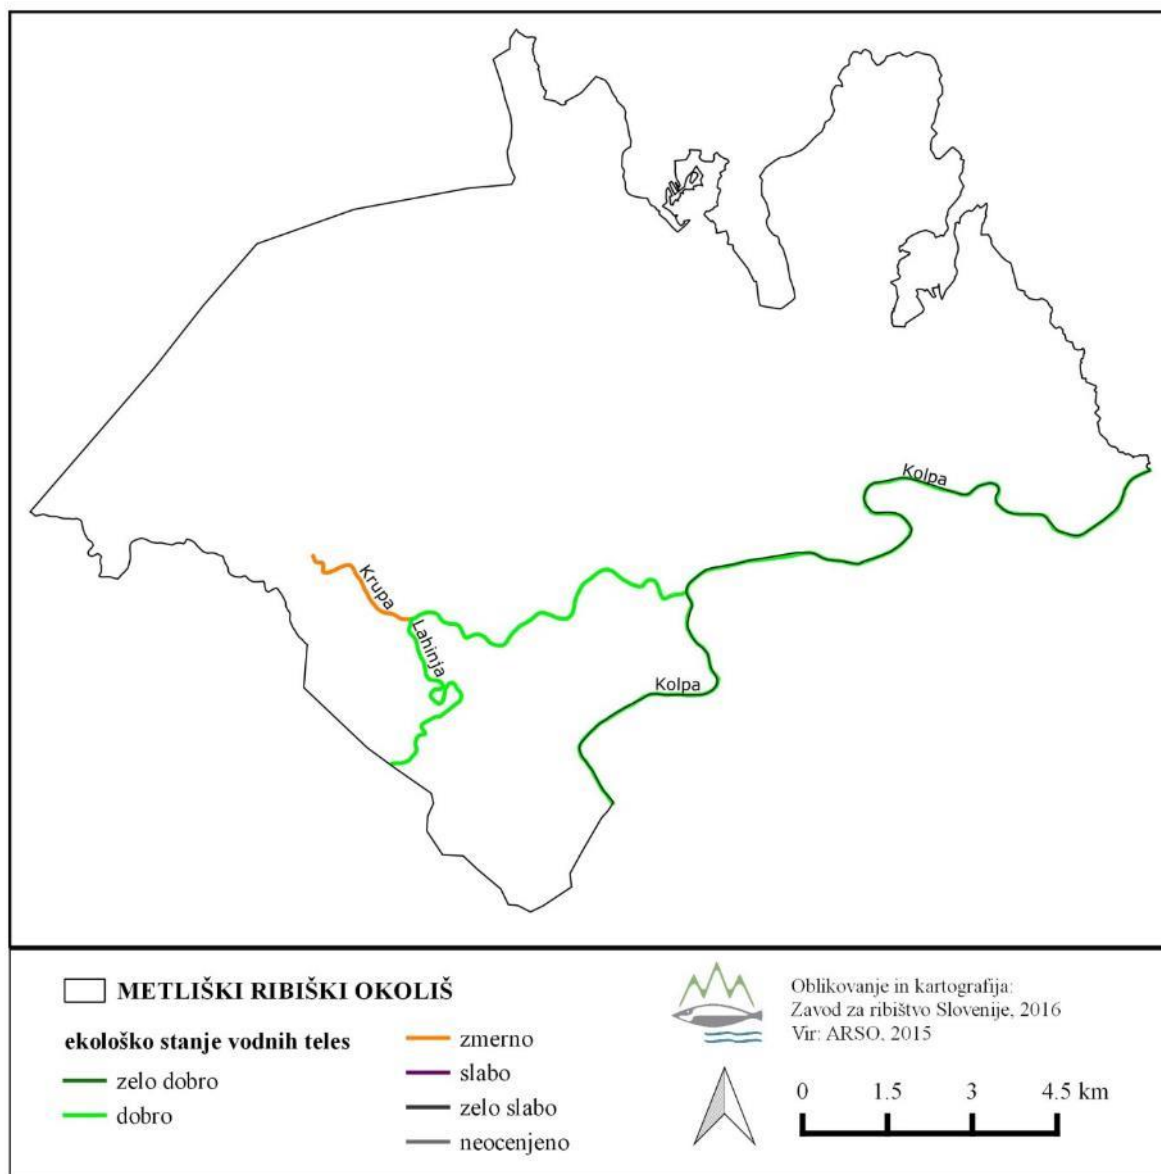 Kolpa
Krupa
Lahinja
Kolpa
METLIŠKI RIBIŠKI OKOLIŠ
ekološko stanje vodnih teles
zelo dobro
dobro
zmerno
slabo
zelo slabo
neocenjeno
Oblikovanje in kartografija:
Zavod za ribištvo Slovenije, 2016
Vir: ARSO, 2015
0 1.5 3 4.5 km